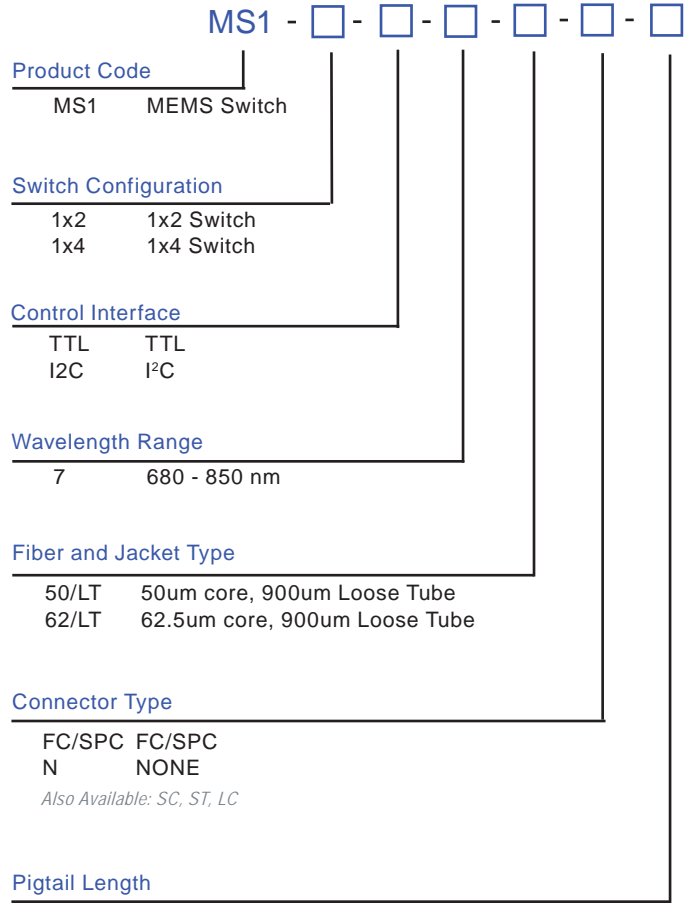 MS1 - □ - □ - □ - □ - □ - □
Product Code
MS1 MEMS Switch
Switch Configuration
1x2 1x2 Switch
1x4 1x4 Switch
Control Interface
TTL TTL
I2C I²C
Wavelength Range
7 680 - 850 nm
Fiber and Jacket Type
50/LT 50um core, 900um Loose Tube
62/LT 62.5um core, 900um Loose Tube
Connector Type
FC/SPC FC/SPC
N NONE
Also Available: SC, ST, LC
Pigtail Length